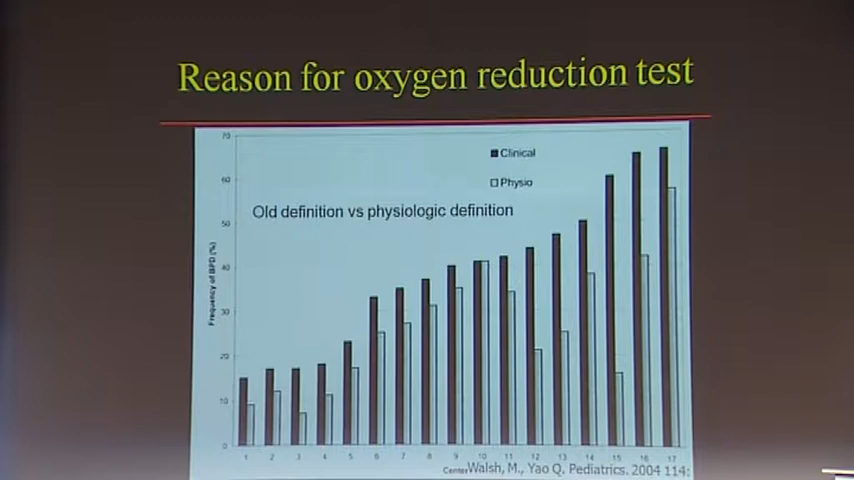 Reason for oxygen reduction test
70
Clinical
60
Physio
50
Old definition vs physiologic definition
Frequency of BPD (%)
40
30
20
10
0
1 2 3 4 5 6 7 8 9 10 11 12 13 14 15 16 17
Center
Walsh, M., Yao Q. Pediatrics. 2004 114: